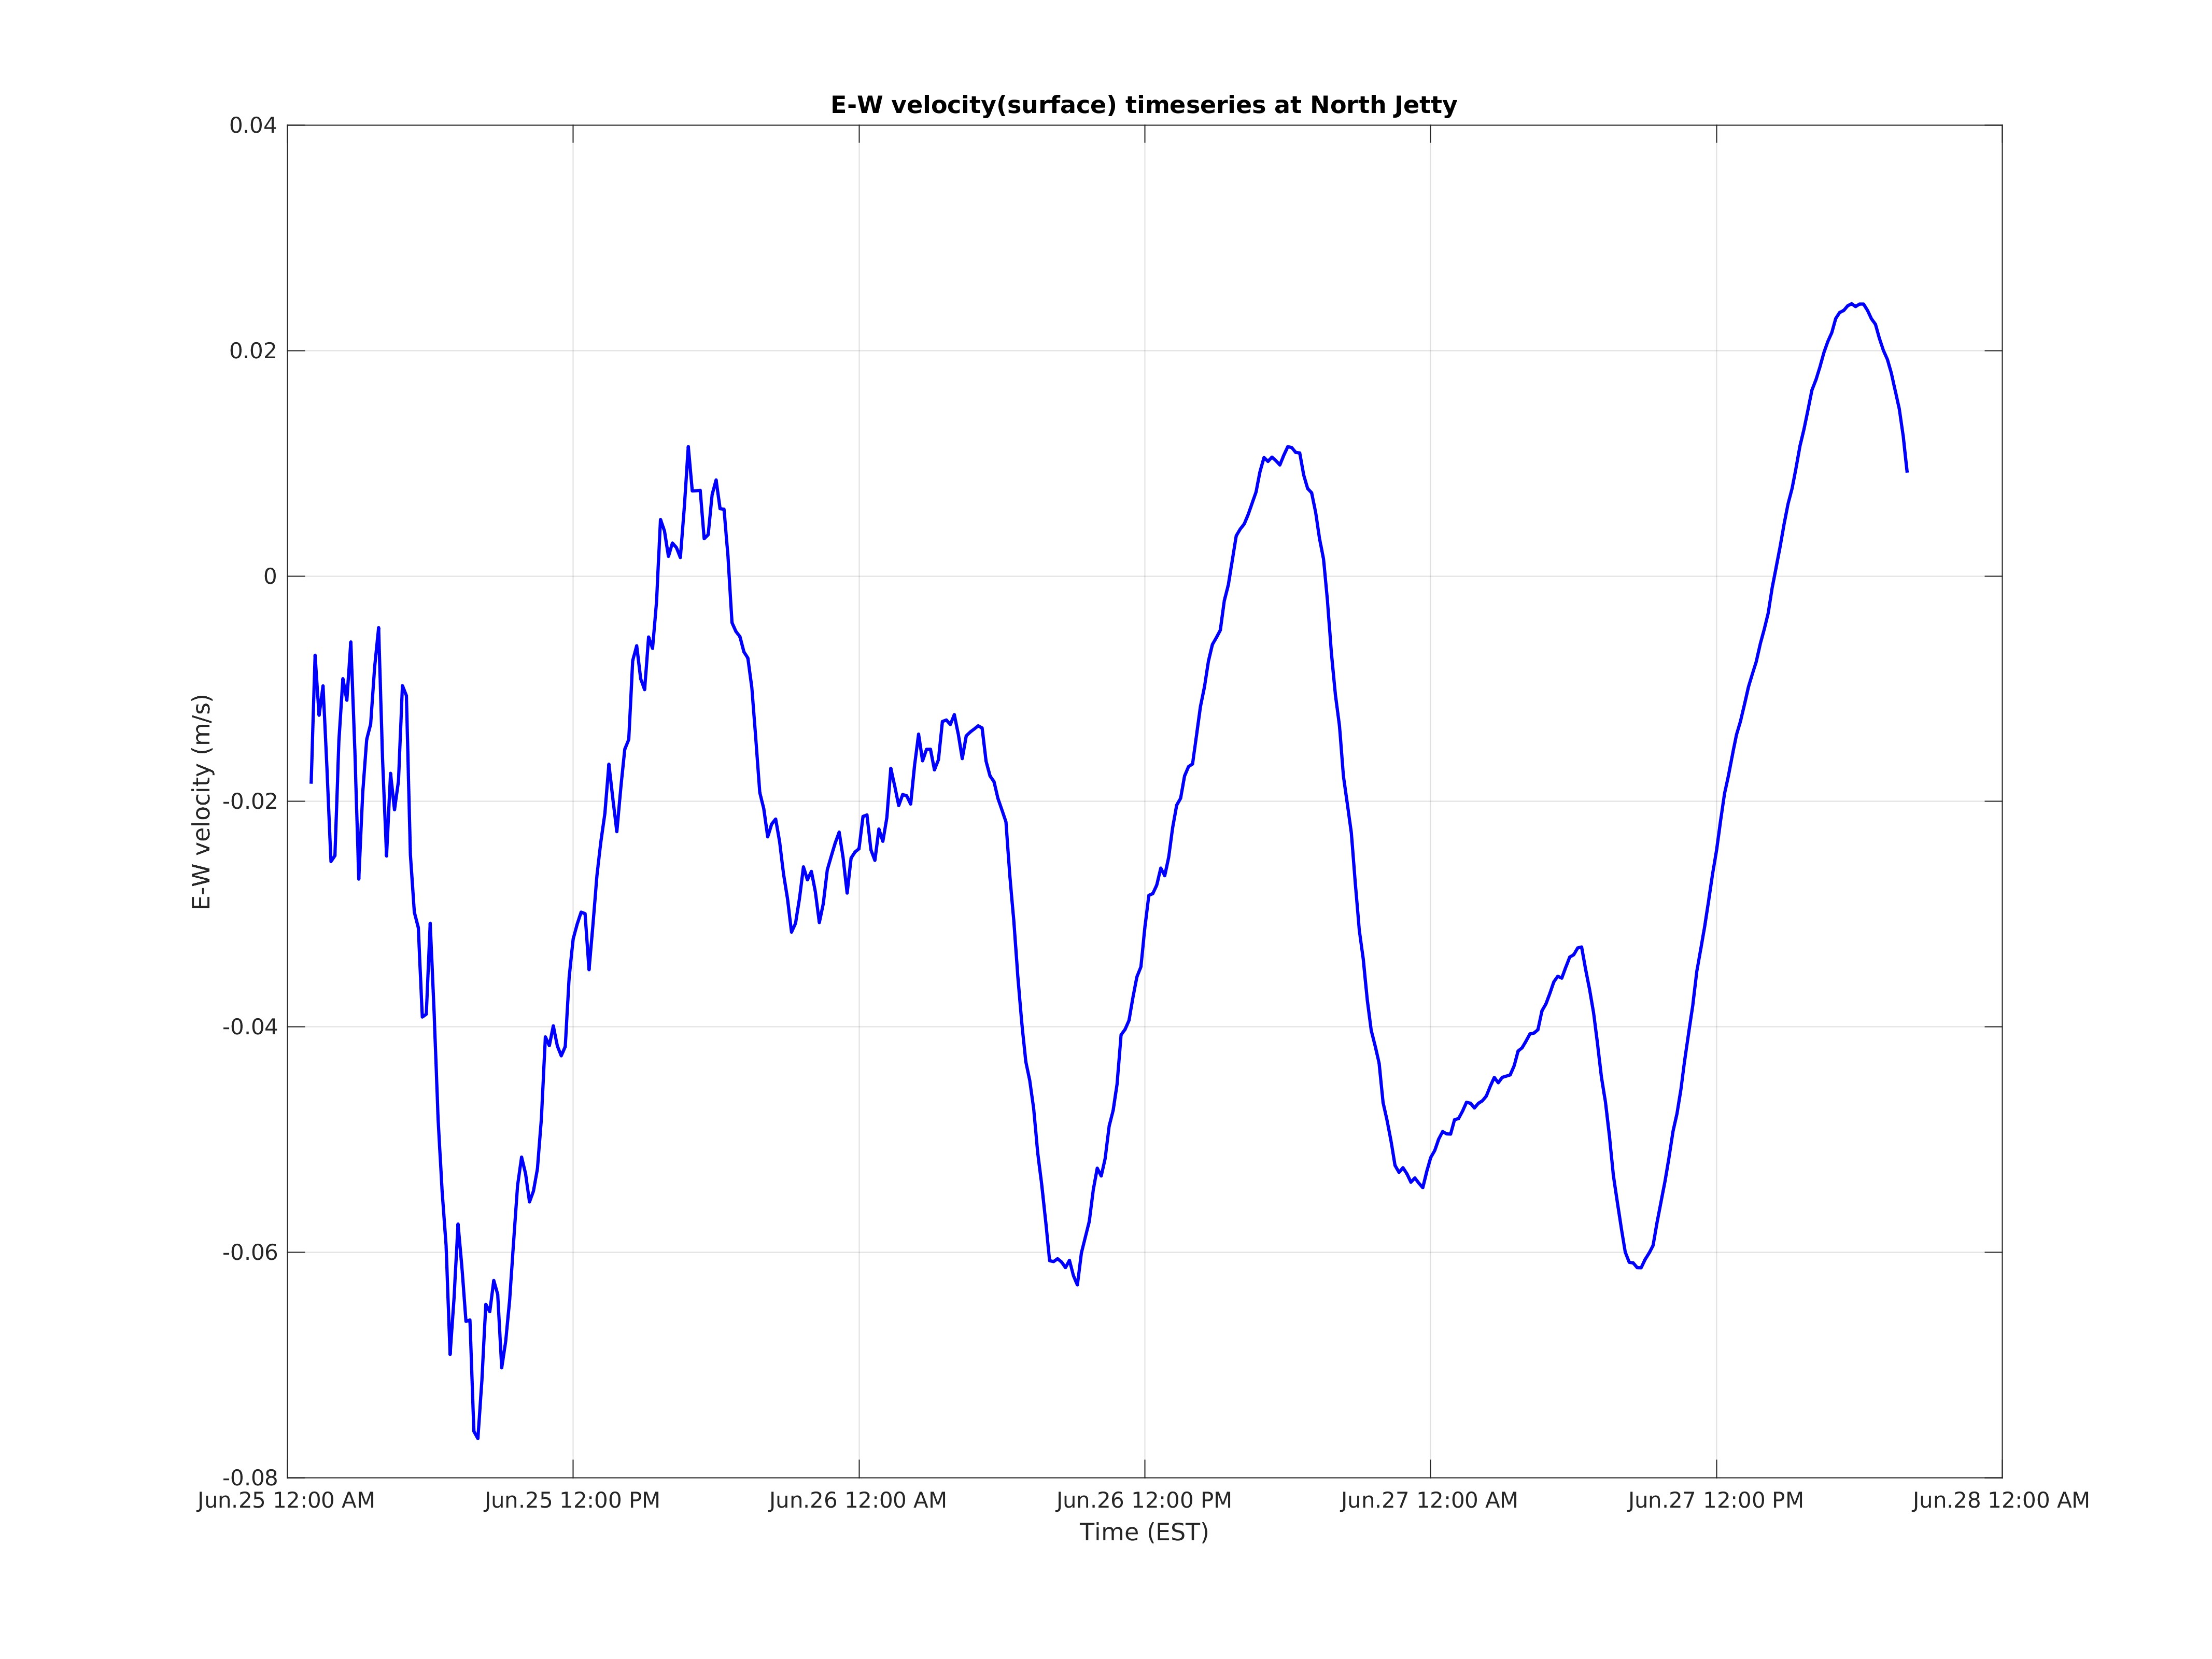 E-W velocity(surface) timeseries at North Jetty
0.04
0.02
0
-0.02
-0.04
-0.06
-0.08
E-W velocity (m/s)
Jun.25 12:00 AM
Jun.25 12:00 PM
Jun.26 12:00 AM
Jun.26 12:00 PM
Jun.27 12:00 AM
Jun.27 12:00 PM
Jun.28 12:00 AM
Time (EST)